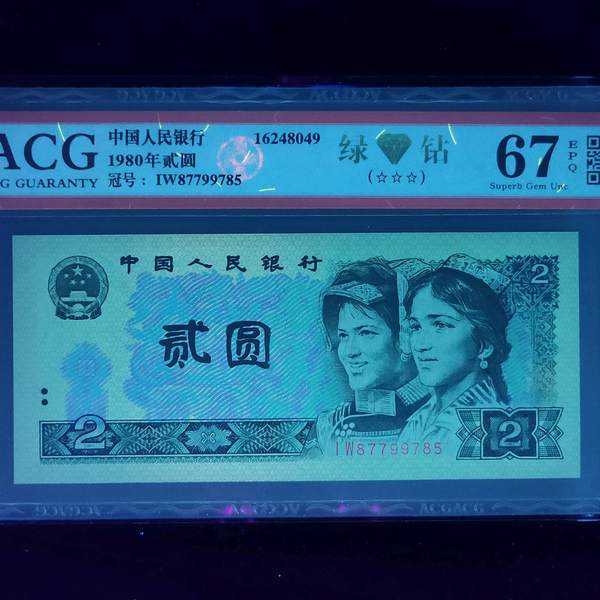 ACG
NG GUARANTY
中国人民银行
1980年贰圆
冠号： IW87799785
16248049
绿 钻
(☆☆☆)
67
EPQ
Superb Gem Unc
中国人民银行
2
贰圆
2
IW87799785
2
ACGACG